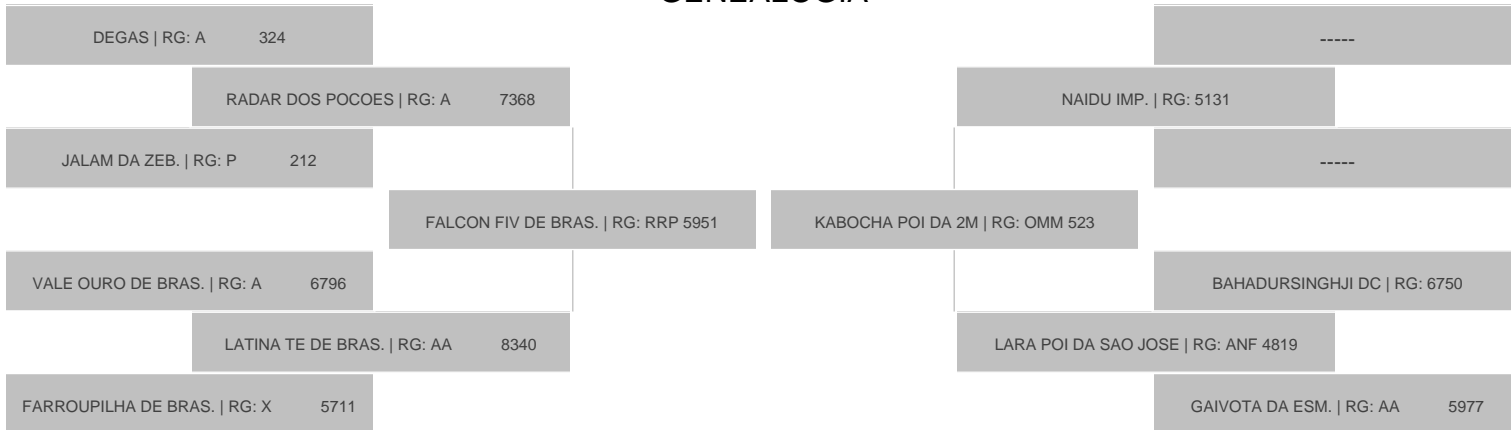 GENEALOGIA
DEGAS | RG: A 324
-----
RADAR DOS POCOES | RG: A 7368
NAIDU IMP. | RG: 5131
JALAM DA ZEB. | RG: P 212
-----
FALCON FIV DE BRAS. | RG: RRP 5951
KABOCHA POI DA 2M | RG: OMM 523
VALE OURO DE BRAS. | RG: A 6796
BAHADURSINGHJI DC | RG: 6750
LATINA TE DE BRAS. | RG: AA 8340
LARA POI DA SAO JOSE | RG: ANF 4819
FARROUPILHA DE BRAS. | RG: X 5711
GAIVOTA DA ESM. | RG: AA 5977